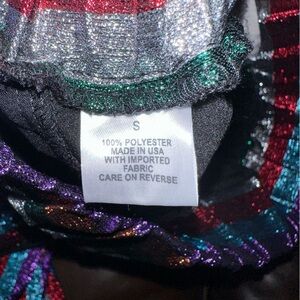 S
100% POLYESTER
MADE IN USA
WITH IMPORTED
FABRIC
CARE ON REVERSE